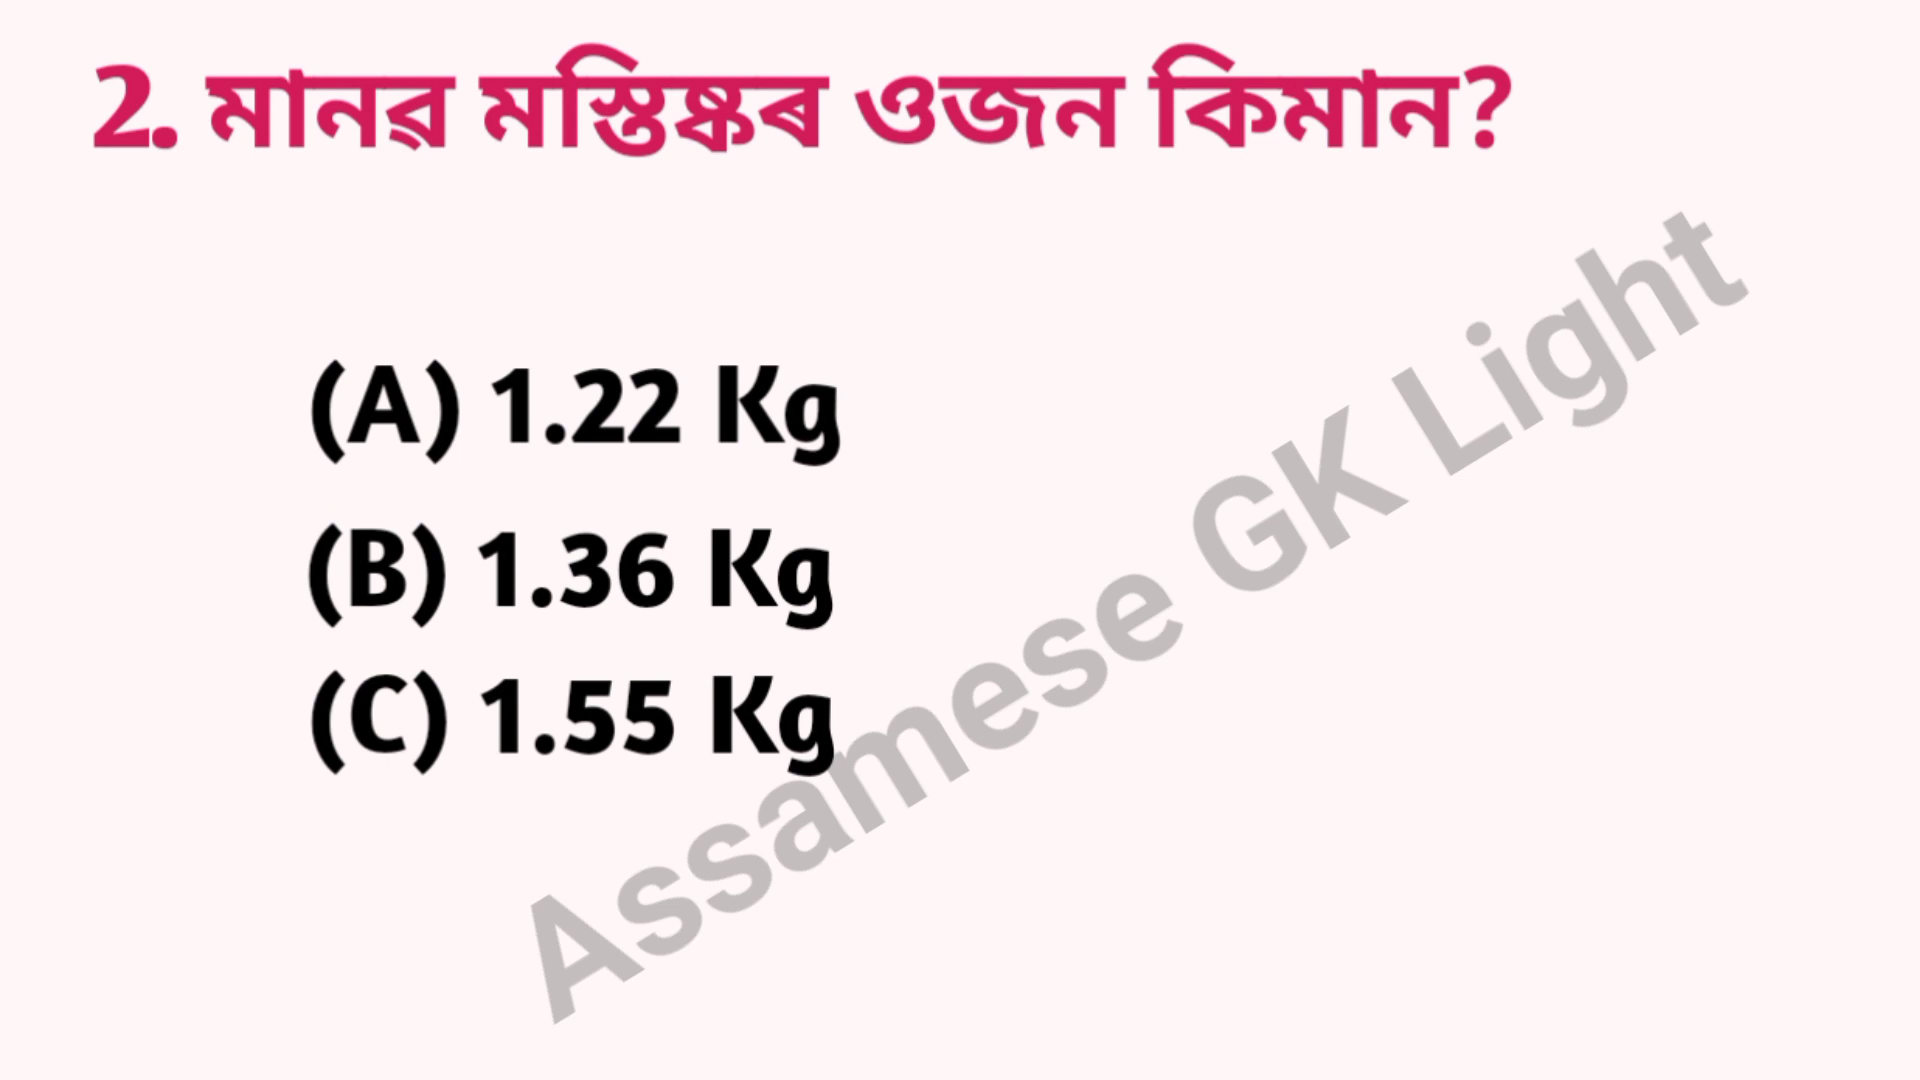 2. মানৱ মস্তিষ্কৰ ওজন কিমান?
(A) 1.22 Kg
(B) 1.36 Kg
(C) 1.55 Kg
Assamese GK Light